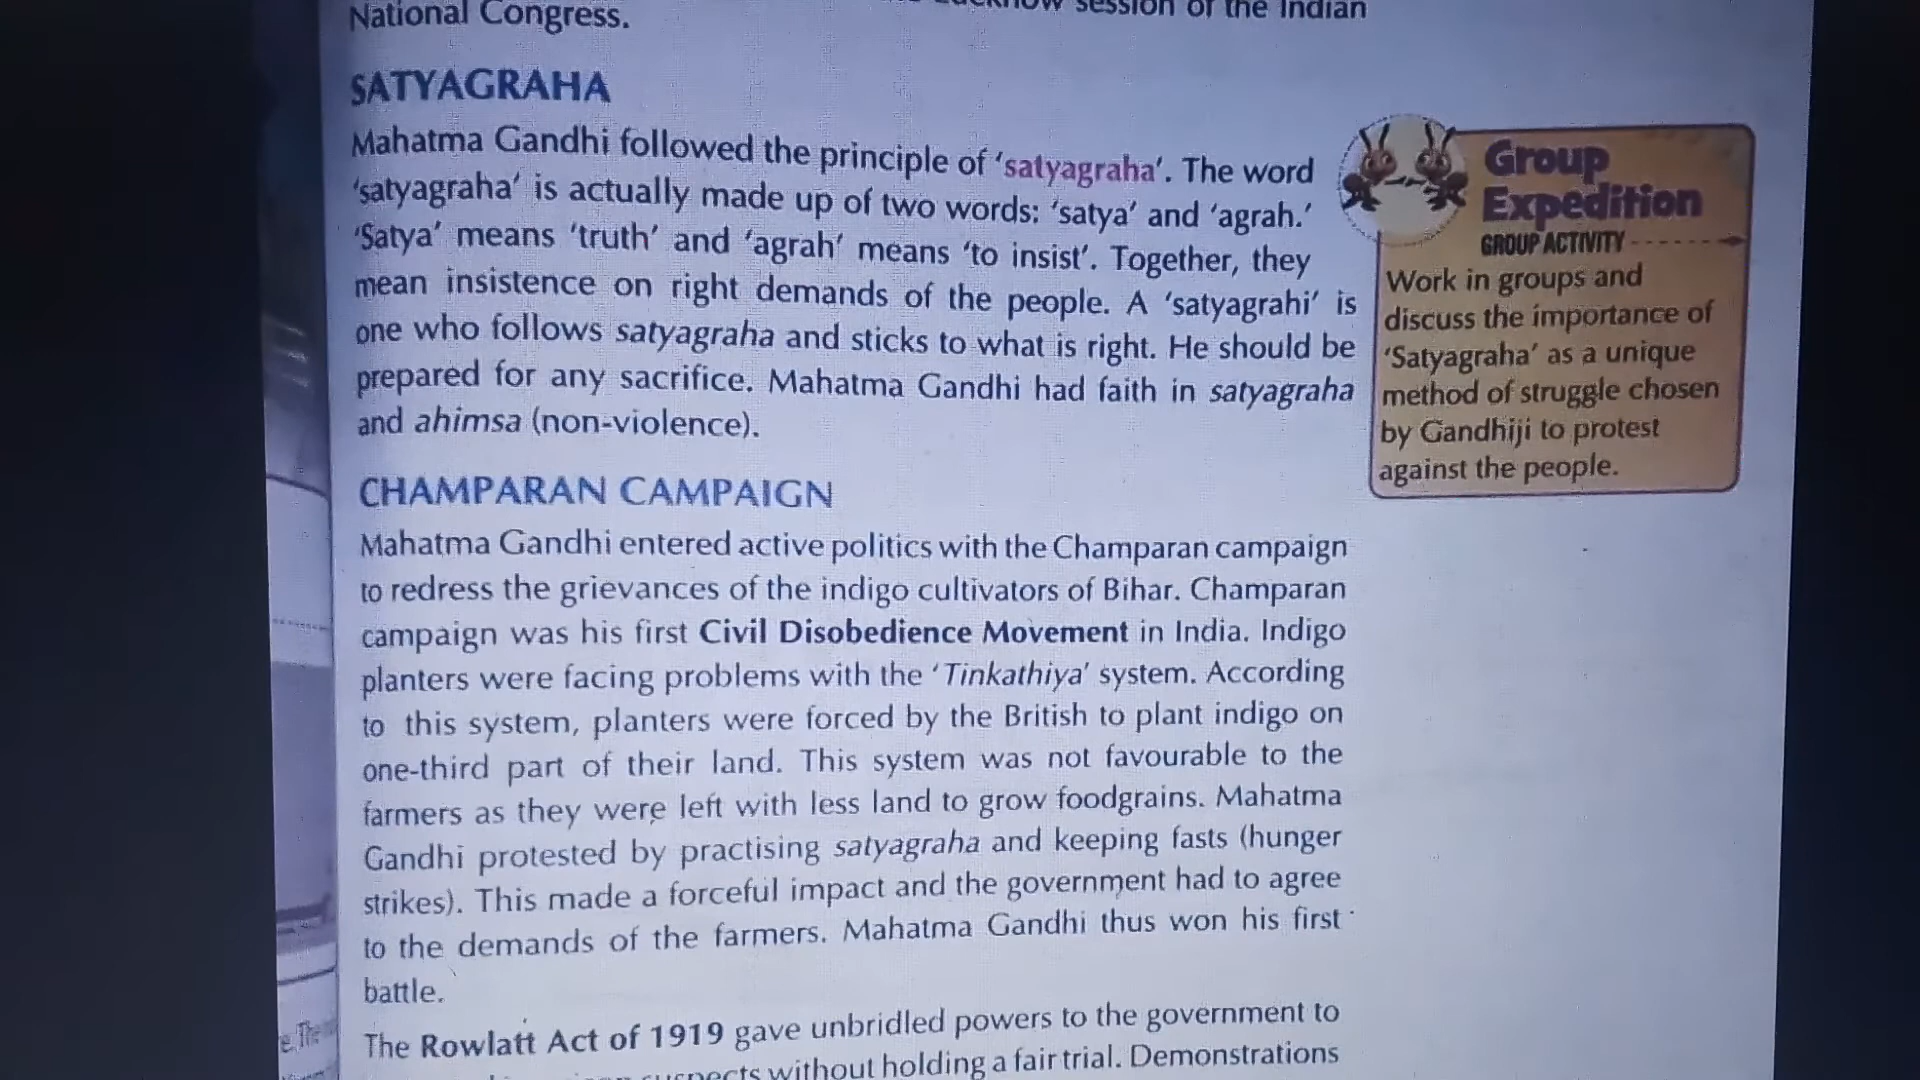 session of the Indian
National Congress.
SATYAGRAHA
Mahatma Gandhi followed the principle of ‘satyagraha’. The word
‘satyagraha’ is actually made up of two words: ‘satya’ and ‘agrah.’
‘Satya’ means ‘truth’ and ‘agrah’ means ‘to insist’. Together, they
mean insistence on right demands of the people. A ‘satyagrahi’ is
one who follows satyagraha and sticks to what is right. He should be
prepared for any sacrifice. Mahatma Gandhi had faith in satyagraha
and ahimsa (non-violence).
Group
Expedition
GROUP ACTIVITY
Work in groups and
discuss the importance of
‘Satyagraha’ as a unique
method of struggle chosen
by Gandhiji to protest
against the people.
CHAMPARAN CAMPAIGN
Mahatma Gandhi entered active politics with the Champaran campaign
to redress the grievances of the indigo cultivators of Bihar. Champaran
campaign was his first Civil Disobedience Movement in India. Indigo
planters were facing problems with the ‘Tinkathiya’ system. According
to this system, planters were forced by the British to plant indigo on
one-third part of their land. This system was not favourable to the
farmers as they were left with less land to grow foodgrains. Mahatma
Gandhi protested by practising satyagraha and keeping fasts (hunger
strikes). This made a forceful impact and the government had to agree
to the demands of the farmers. Mahatma Gandhi thus won his first
battle.
The Rowlatt Act of 1919 gave unbridled powers to the government to
suspects without holding a fair trial. Demonstrations